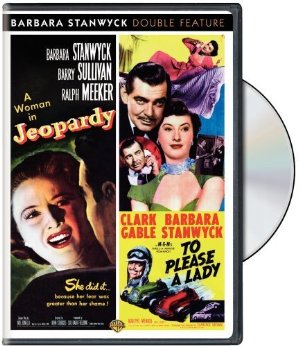 BARBARA STANWYCK DOUBLE FEATURE
BARBARA
STANWYCK
BARRY
SULLIVAN
RALPH
MEEKER
A
Woman
in
Jeopardy
She did it...
because her fear was
greater than her shame!
CLARK BARBARA
GABLE STANWYCK
M-G-M's
TO
PLEASE
A LADY